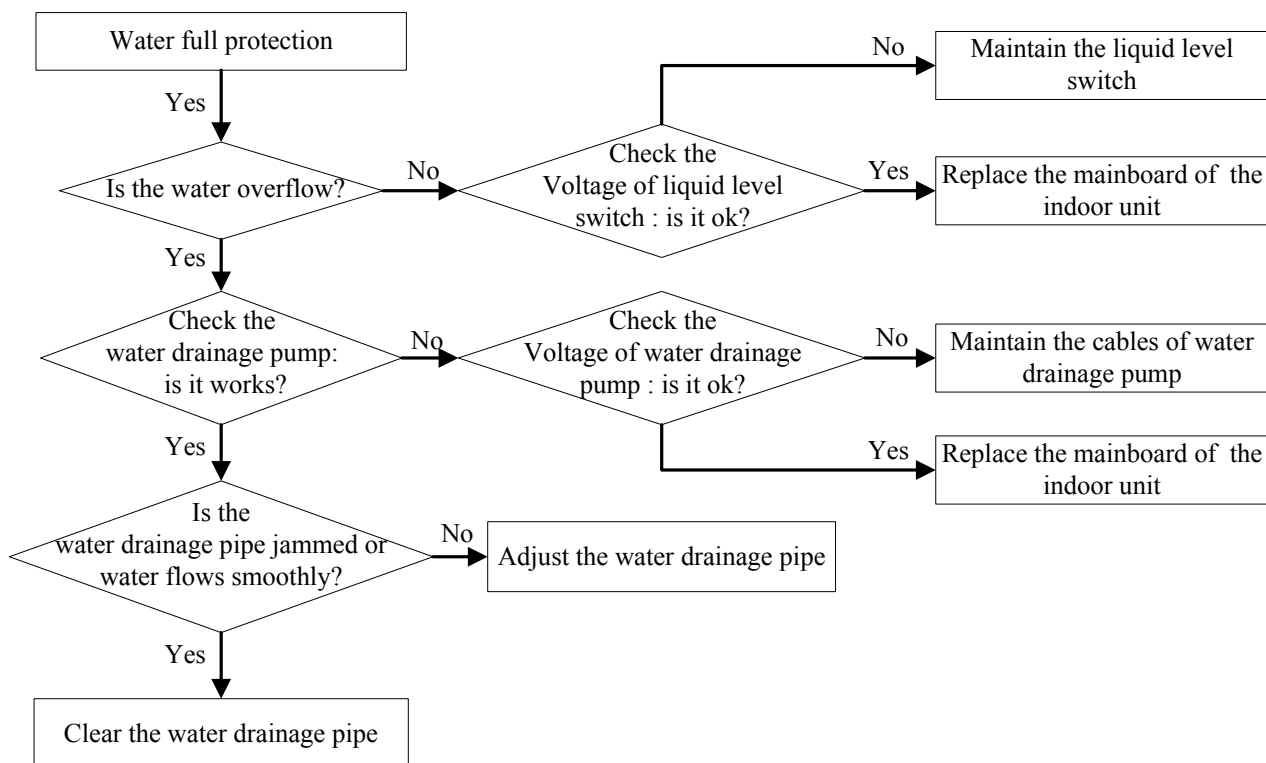 Water full protection
No
Maintain the liquid level
switch
Yes
Is the water overflow?
No
Check the
Voltage of liquid level
switch : is it ok?
Yes
Replace the mainboard of the
indoor unit
Yes
Check the
water drainage pump:
is it works?
No
Check the
Voltage of water drainage
pump : is it ok?
No
Maintain the cables of water
drainage pump
Yes
Replace the mainboard of the
indoor unit
Yes
Is the
water drainage pipe jammed or
water flows smoothly?
No
Adjust the water drainage pipe
Yes
Clear the water drainage pipe